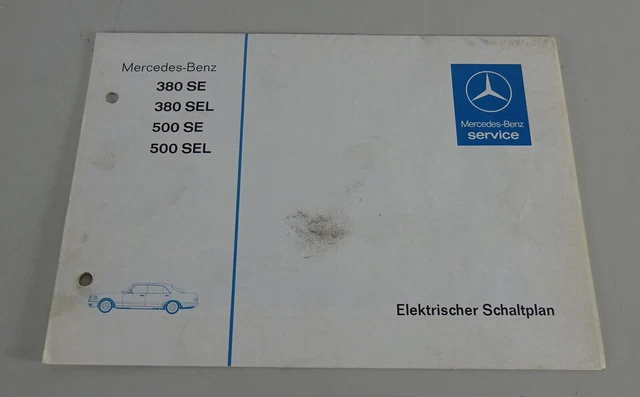 Mercedes-Benz
380 SE
380 SEL
500 SE
500 SEL
Mercedes-Benz
service
Elektrischer Schaltplan